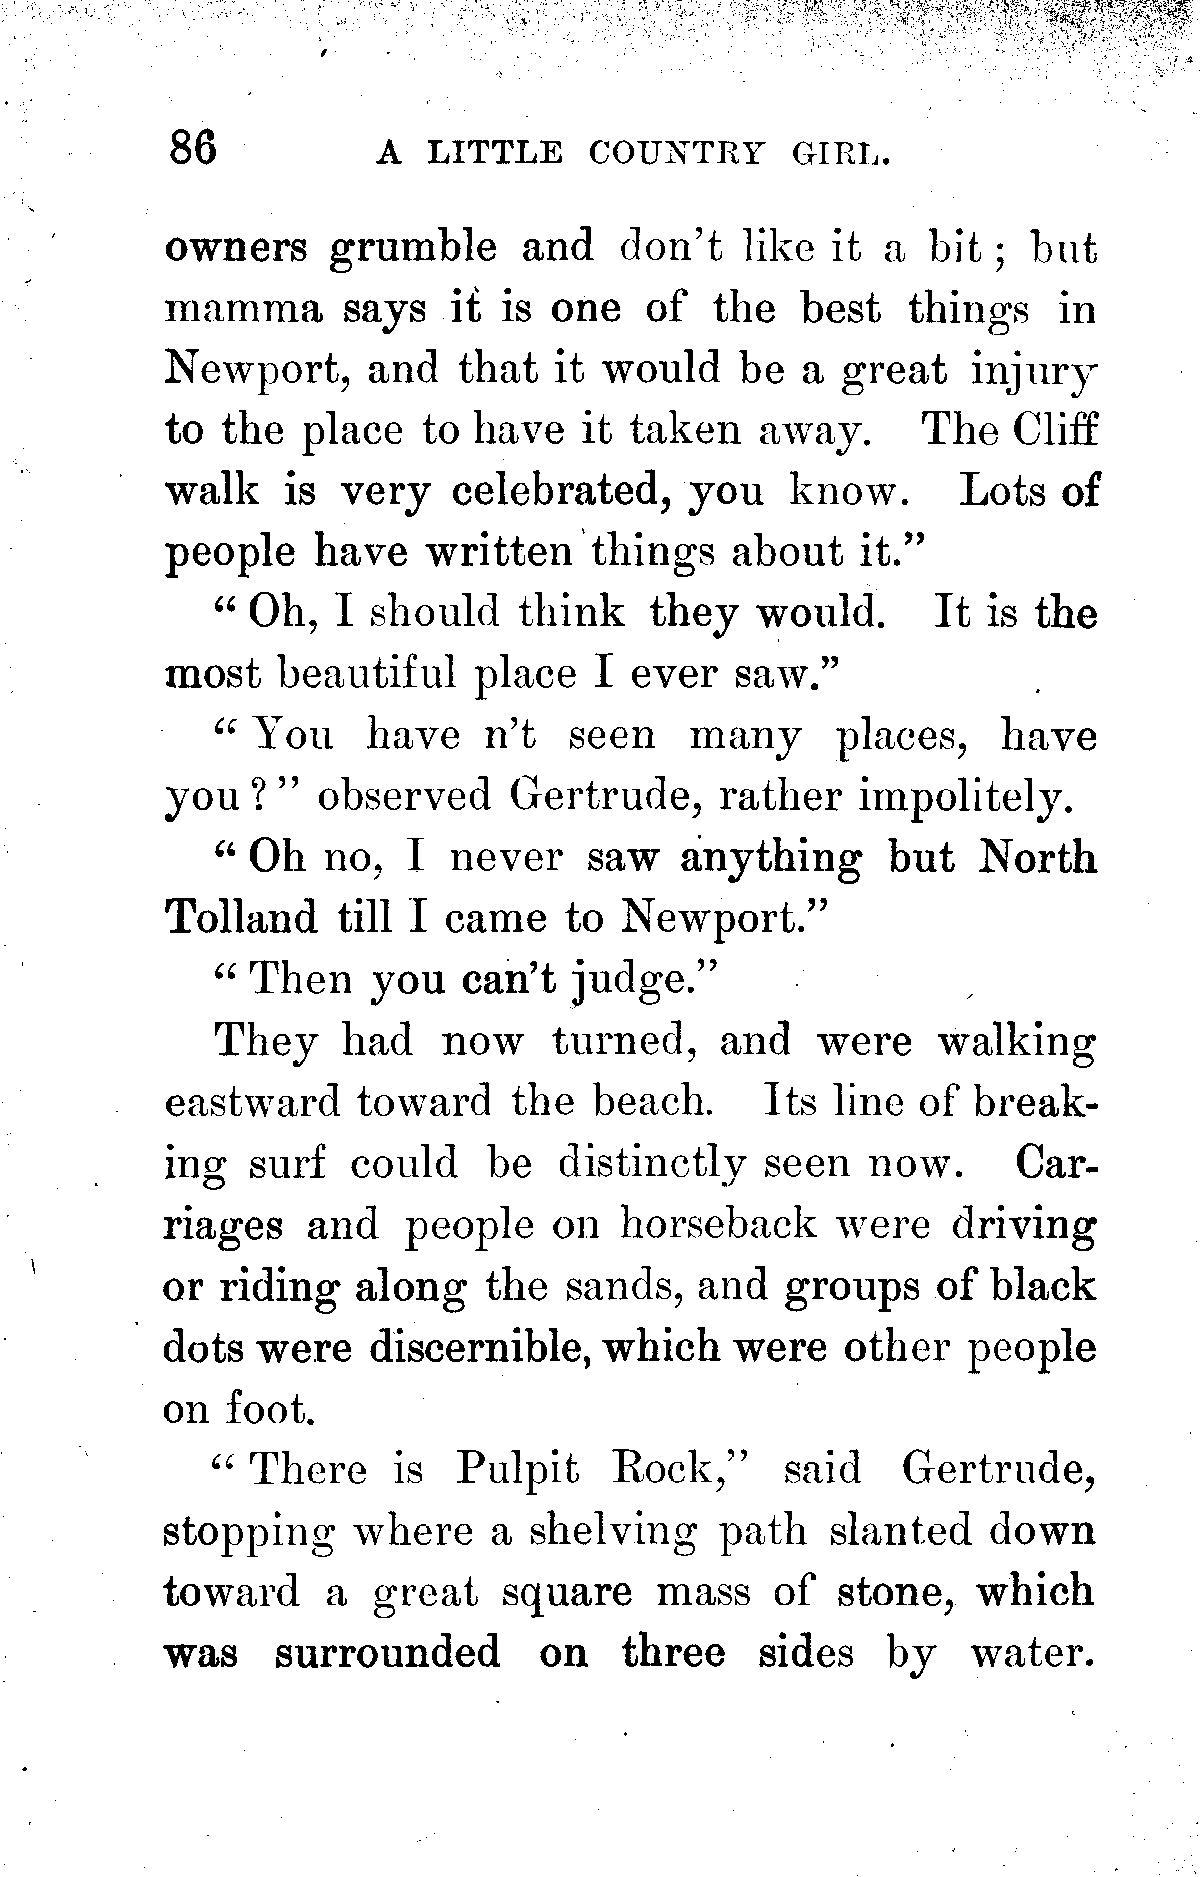 86 A LITTLE COUNTRY GIRL.
owners grumble and don't like it a bit; but
mamma says it is one of the best things in
Newport, and that it would be a great injury
to the place to have it taken away. The Cliff
walk is very celebrated, you know. Lots of
people have written things about it."
"Oh, I should think they would. It is the
most beautiful place I ever saw."
"You have n't seen many places, have
you?" observed Gertrude, rather impolitely.
"Oh no, I never saw anything but North
Tolland till I came to Newport."
"Then you can't judge."
They had now turned, and were walking
eastward toward the beach. Its line of break-
ing surf could be distinctly seen now. Car-
riages and people on horseback were driving
or riding along the sands, and groups of black
dots were discernible, which were other people
on foot.
"There is Pulpit Rock," said Gertrude,
stopping where a shelving path slanted down
toward a great square mass of stone, which
was surrounded on three sides by water.